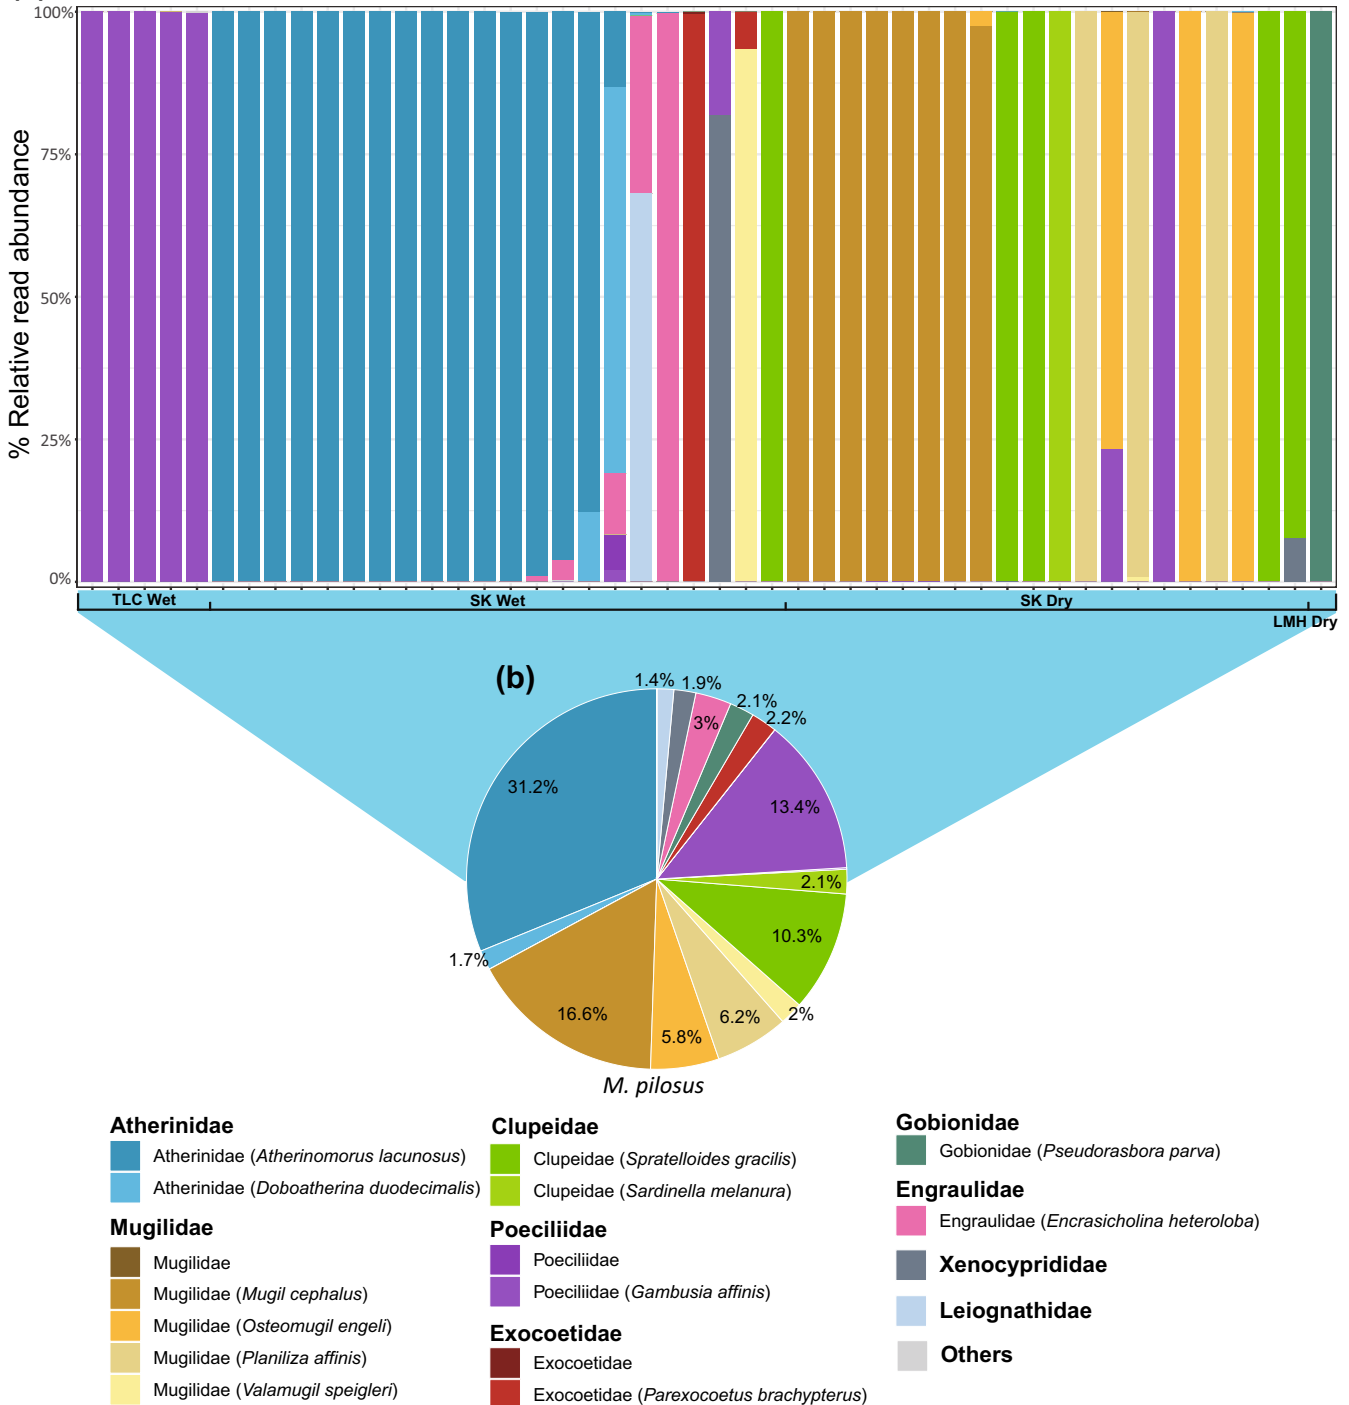 100%
75%
50%
25%
0%
% Relative read abundance
TLC Wet
SK Wet
SK Dry
LMH Dry
(b)
1.4%
1.9%
3%
2.1%
2.2%
13.4%
2.1%
10.3%
2%
6.2%
5.8%
16.6%
1.7%
31.2%
M. pilosus
Atherinidae
Atherinidae (Atherinomorus lacunosus)
Atherinidae (Doboatherina duodecimalis)
Mugilidae
Mugilidae
Mugilidae (Mugil cephalus)
Mugilidae (Osteomugil engeli)
Mugilidae (Planiliza affinis)
Mugilidae (Valamugil speigleri)
Clupeidae
Clupeidae (Spratelloides gracilis)
Clupeidae (Sardinella melanura)
Poeciliidae
Poeciliidae
Poeciliidae (Gambusia affinis)
Exocoetidae
Exocoetidae
Exocoetidae (Parexocoetus brachypterus)
Gobionidae
Gobionidae (Pseudorasbora parva)
Engraulidae
Engraulidae (Encrasicholina heteroloba)
Xenocyprididae
Leiognathidae
Others